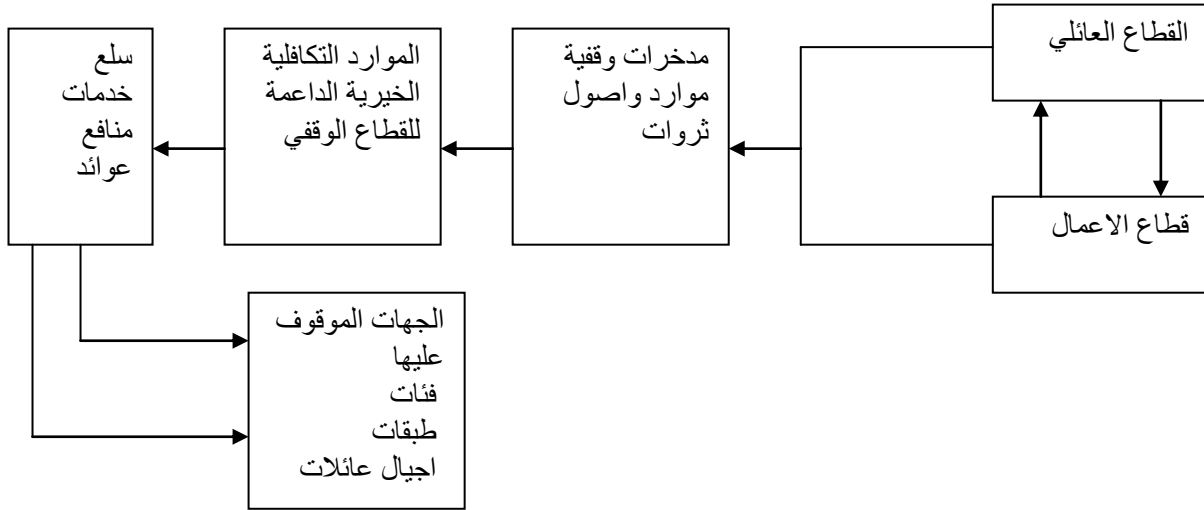 القطاع العائلي
قطاع الاعمال
مدخرات وقفية
موارد واصول
ثروات
الموارد التكافلية
الخيرية الداعمة
للقطاع الوقفي
سلع
خدمات
منافع
عوائد
الجهات الموقوف
عليها
فئات
طبقات
اجيال عائلات